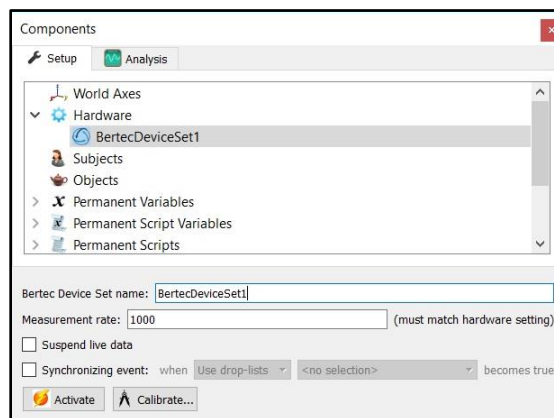 Components
Setup Analysis
World Axes
Hardware
BertecDeviceSet1
Subjects
Objects
Permanent Variables
Permanent Script Variables
Permanent Scripts
Bertec Device Set name: BertecDeviceSet1
Measurement rate: 1000 (must match hardware setting)
Suspend live data
Synchronizing event: when Use drop-lists <no selection> becomes true
Activate Calibrate...